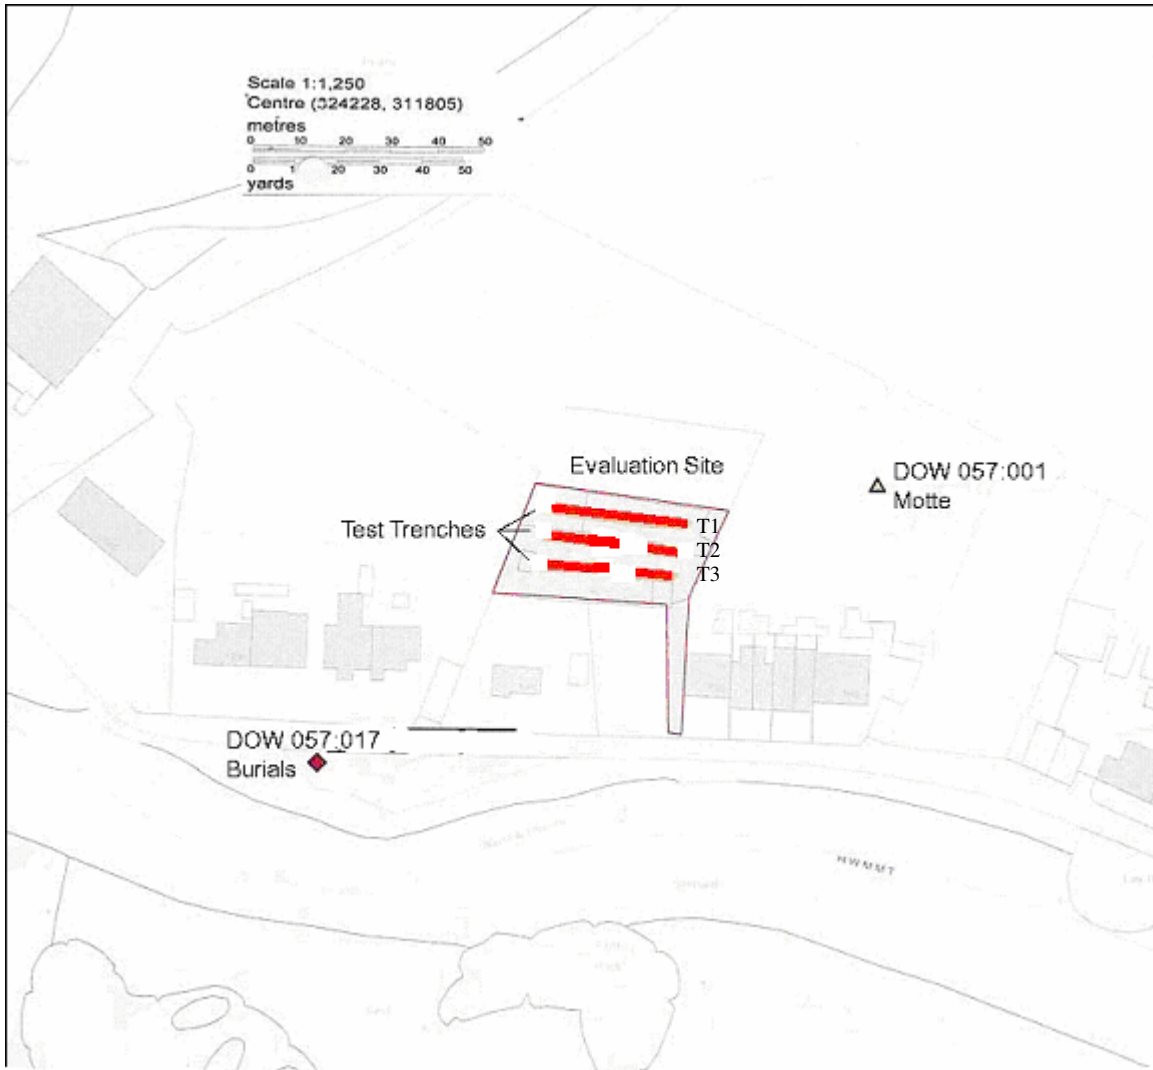 Scale 1:1,250
Centre (324228, 311805)
metres
0 10 20 30 40 50
0 1 20 30 40 50
yards
Evaluation Site
DOW 057:001
Motte
Test Trenches
T1
T2
T3
DOW 057:017
Burials
HWMMT